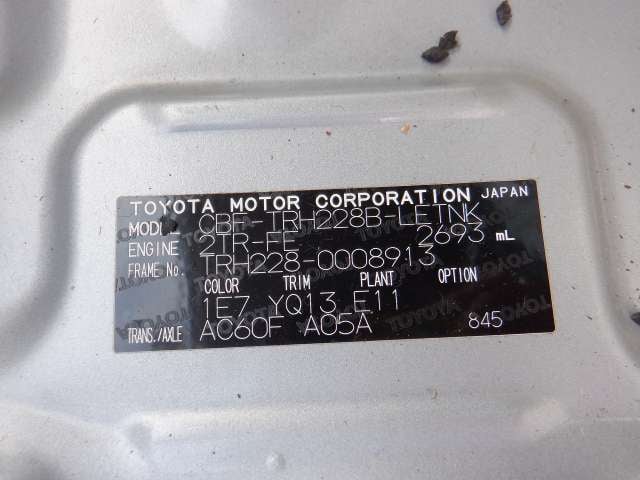 TOYOTA MOTOR CORPORATION JAPAN
MODEL CBF-TRH228B-LETNK
ENGINE 2TR-FE 2693 mL
FRAME No. TRH228-0008913
COLOR TRIM PLANT OPTION
1E7 YQ13 E11
TRANS./AXLE AC60F A05A 845